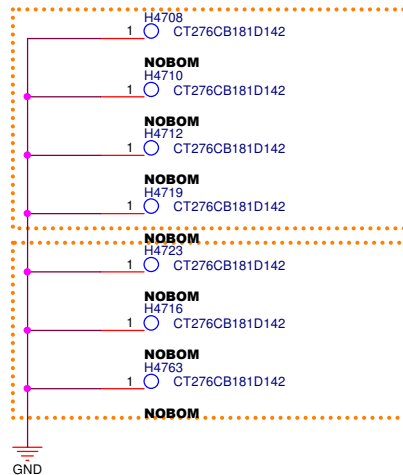 H4708
1 CT276CB181D142
NOBOM
H4710
1 CT276CB181D142
NOBOM
H4712
1 CT276CB181D142
NOBOM
H4719
1 CT276CB181D142
NOBOM
H4723
1 CT276CB181D142
NOBOM
H4716
1 CT276CB181D142
NOBOM
H4763
1 CT276CB181D142
NOBOM
GND